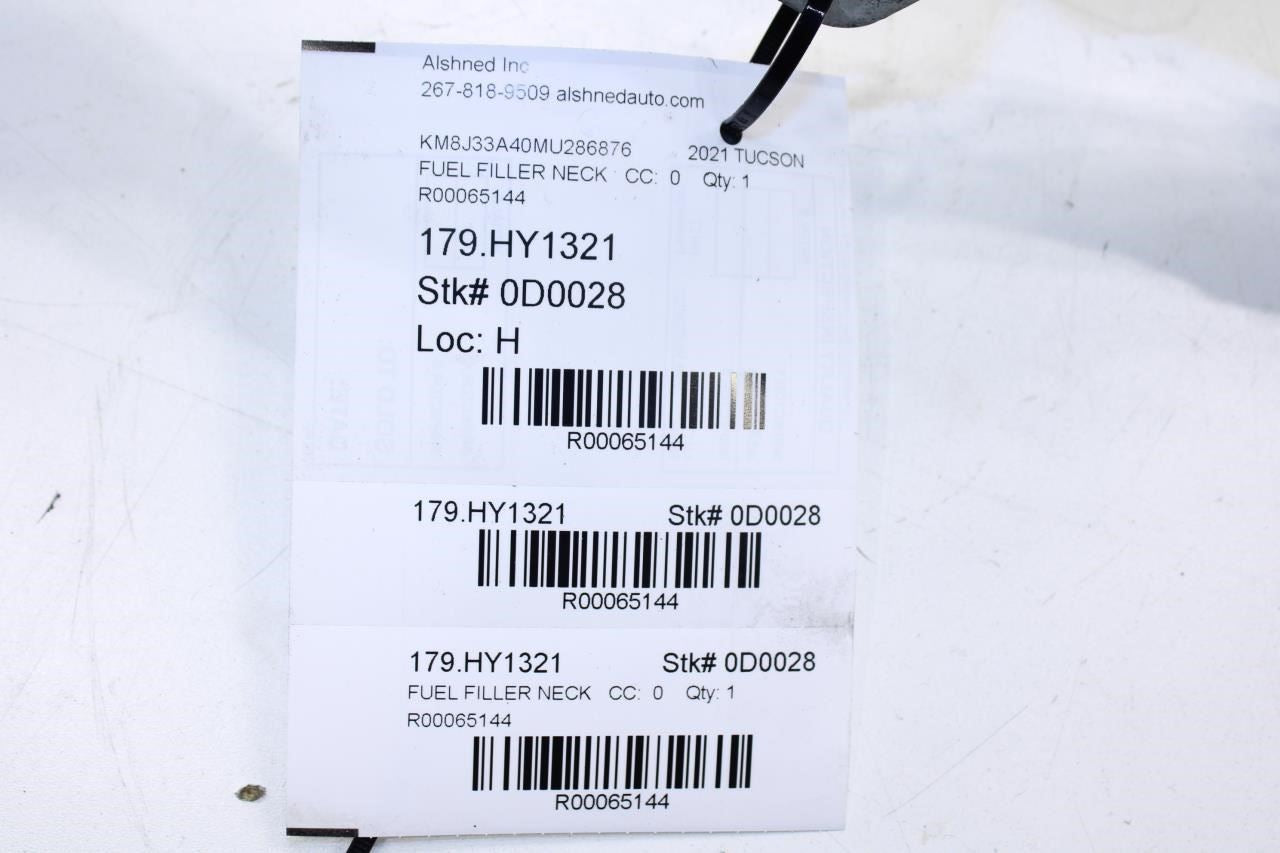 Alshned Inc
267-818-9509 alshnedauto.com
KM8J33A40MU286876 2021 TUCSON
FUEL FILLER NECK CC: 0 Qty: 1
R00065144
179.HY1321
Stk# 0D0028
Loc: H
R00065144
179.HY1321 Stk# 0D0028
R00065144
179.HY1321 Stk# 0D0028
FUEL FILLER NECK CC: 0 Qty: 1
R00065144
R00065144